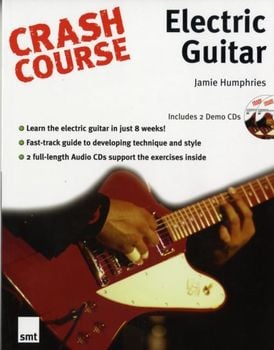 CRASH
COURSE
Electric
Guitar
Jamie Humphries
Includes 2 Demo CDs
Learn the electric guitar in just 8 weeks!
Fast-track guide to developing technique and style
2 full-length Audio CDs support the exercises inside
smt